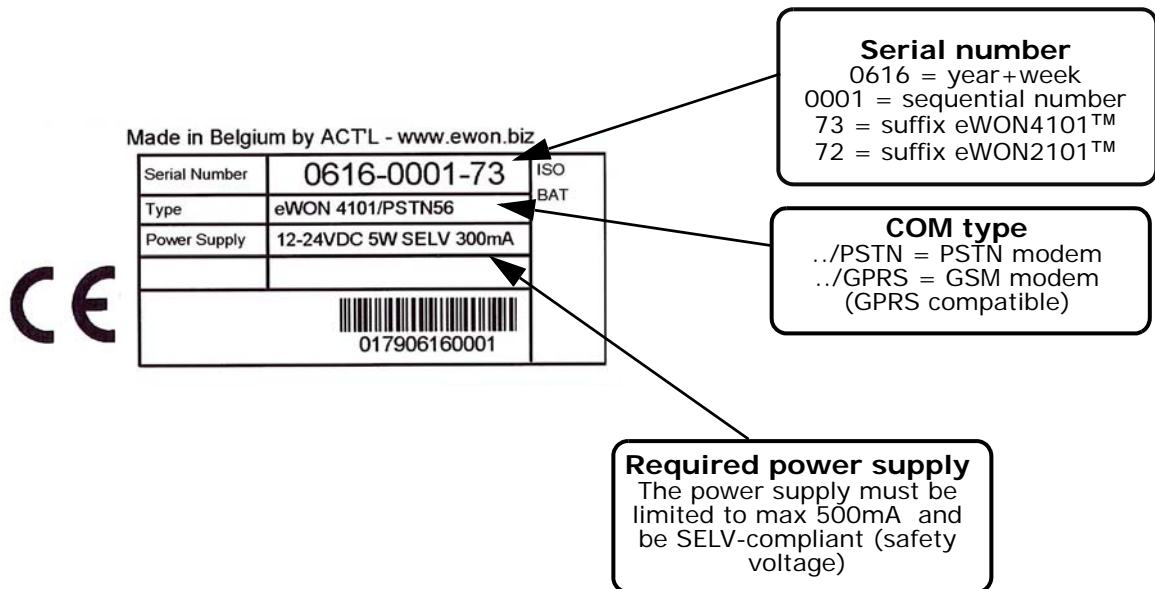 Serial number
0616 = year+week
0001 = sequential number
73 = suffix eWON4101™
72 = suffix eWON2101™
Made in Belgium by ACT'L - www.ewon.biz
Serial Number 0616-0001-73 ISO
BAT
Type eWON 4101/PSTN56
Power Supply 12-24VDC 5W SELV 300mA
COM type
../PSTN = PSTN modem
../GPRS = GSM modem
(GPRS compatible)
CE
017906160001
Required power supply
The power supply must be
limited to max 500mA and
be SELV-compliant (safety
voltage)